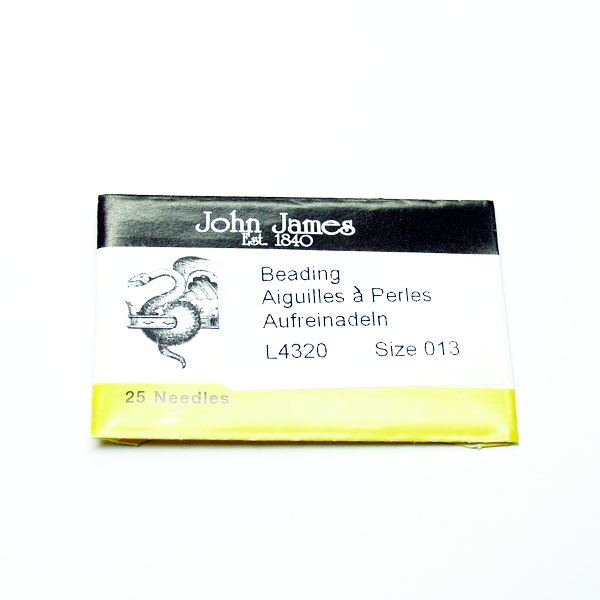 John James
Est. 1840
Beading
Aiguilles à Perles
Aufreinadeln
L4320 Size 013
25 Needles